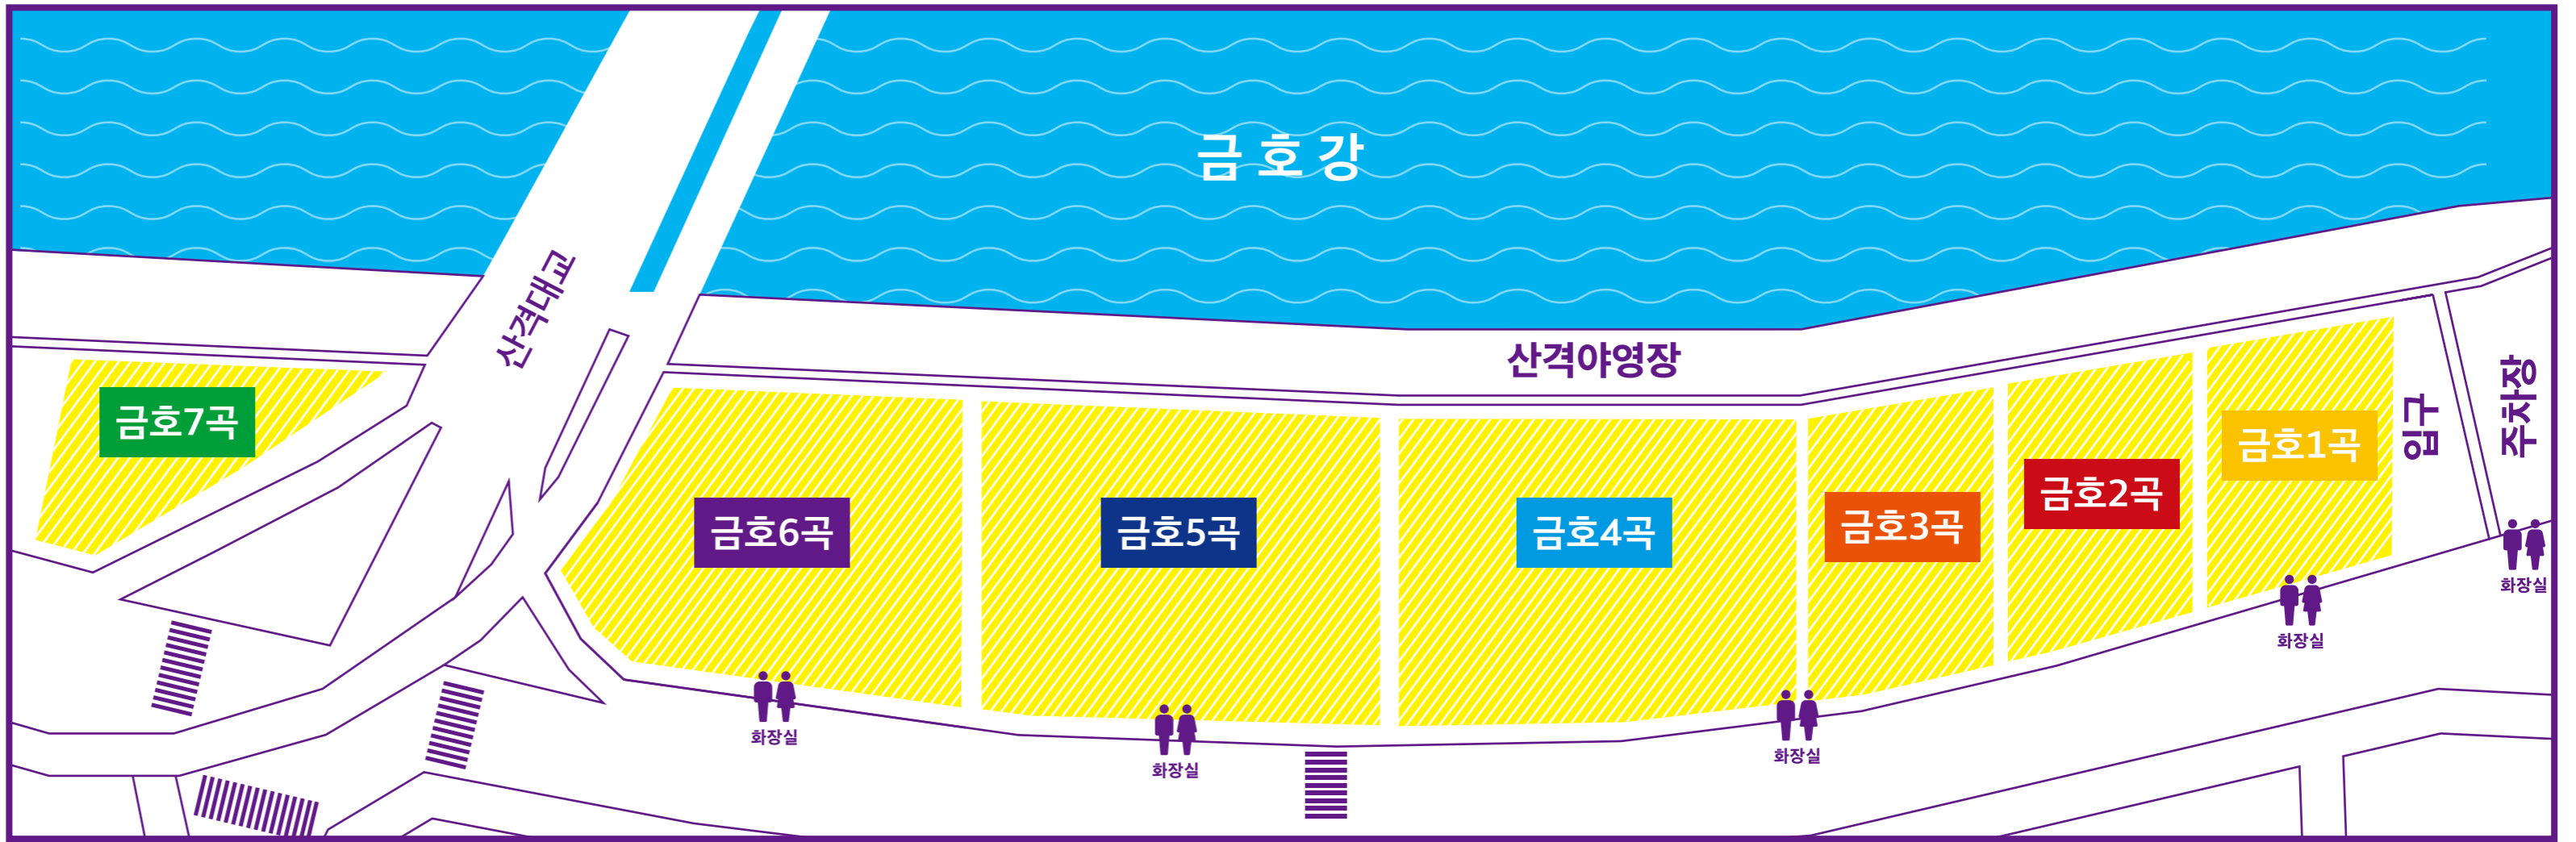 금호강
산격대교
산격야영장
금호7곡
금호6곡
금호5곡
금호4곡
금호3곡
금호2곡
금호1곡
입구
주차장
화장실
화장실
화장실
화장실
화장실